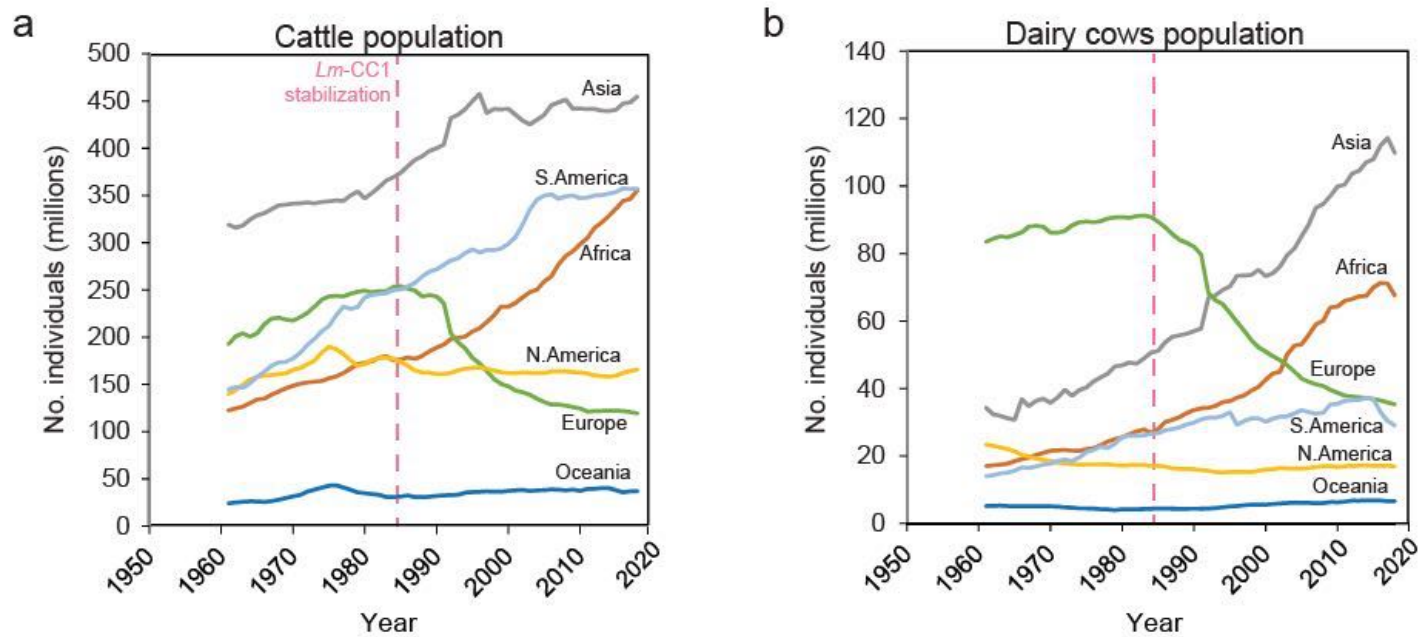 a
Cattle population
No. individuals (millions)
500
450
400
350
300
250
200
150
100
50
0
Lm-CC1
stabilization
Asia
S.America
Africa
N.America
Europe
Oceania
1950
1960
1970
1980
1990
2000
2010
2020
Year
b
Dairy cows population
No. individuals (millions)
140
120
100
80
60
40
20
0
Asia
Africa
Europe
S.America
N.America
Oceania
1950
1960
1970
1980
1990
2000
2010
2020
Year